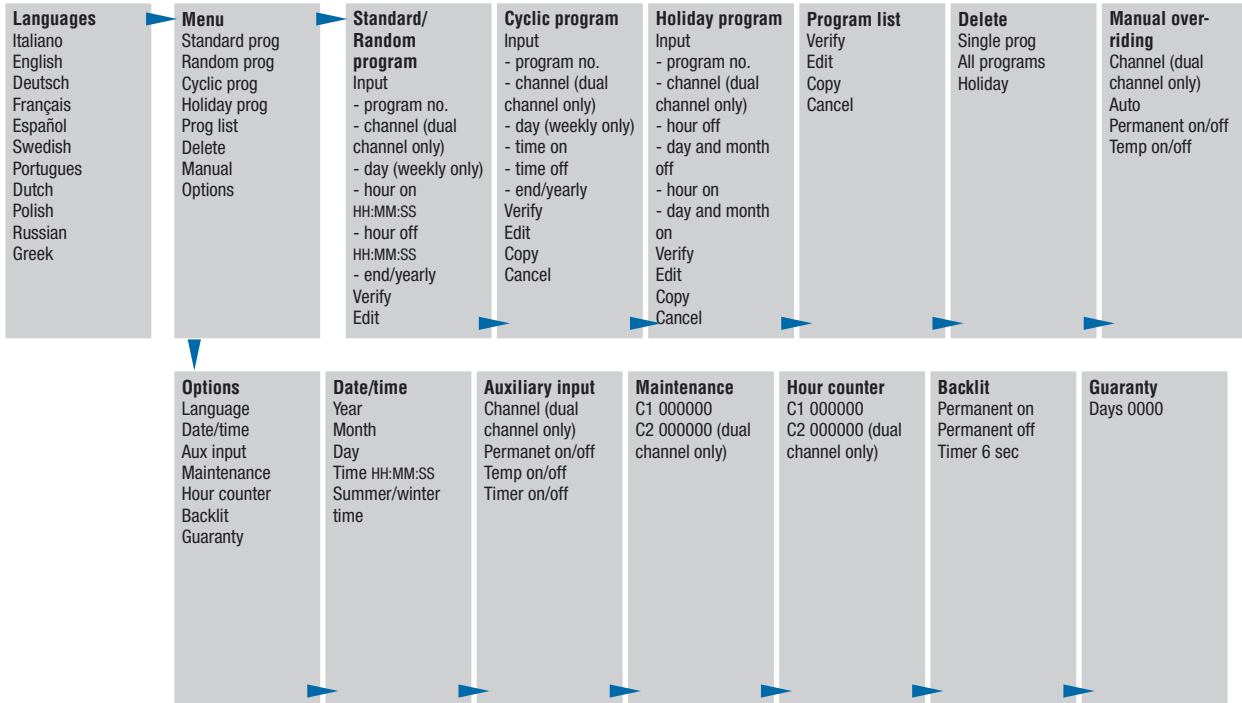 Languages
Italiano
English
Deutsch
Français
Español
Swedish
Portugues
Dutch
Polish
Russian
Greek
Menu
Standard prog
Random prog
Cyclic prog
Holiday prog
Prog list
Delete
Manual
Options
Standard/
Random
program
Input
- program no.
- channel (dual
channel only)
- day (weekly only)
- hour on
HH:MM:SS
- hour off
HH:MM:SS
- end/yearly
Verify
Edit
Cyclic program
Input
- program no.
- channel (dual
channel only)
- day (weekly only)
- time on
- time off
- end/yearly
Verify
Edit
Copy
Cancel
Holiday program
Input
- program no.
- channel (dual
channel only)
- hour off
- day and month
off
- hour on
- day and month
on
Verify
Edit
Copy
Cancel
Program list
Verify
Edit
Copy
Cancel
Delete
Single prog
All programs
Holiday
Manual over-
riding
Channel (dual
channel only)
Auto
Permanent on/off
Temp on/off
Options
Language
Date/time
Aux input
Maintenance
Hour counter
Backlit
Guaranty
Date/time
Year
Month
Day
Time HH:MM:SS
Summer/winter
time
Auxiliary input
Channel (dual
channel only)
Permanet on/off
Temp on/off
Timer on/off
Maintenance
C1 000000
C2 000000 (dual
channel only)
Hour counter
C1 000000
C2 000000 (dual
channel only)
Backlit
Permanent on
Permanent off
Timer 6 sec
Guaranty
Days 0000